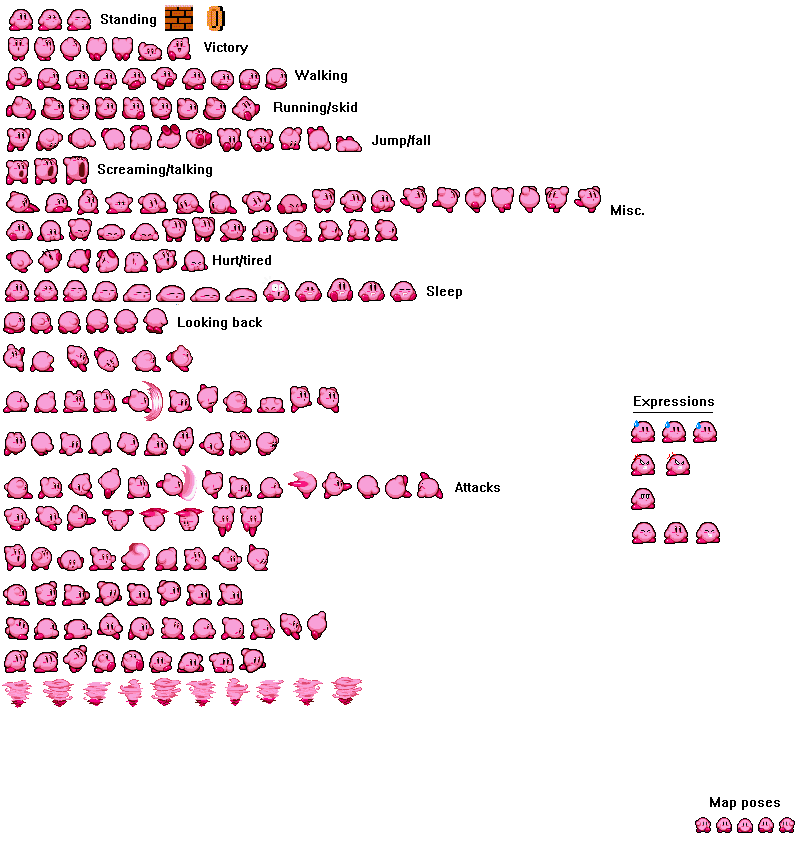 Standing
Victory
Walking
Running/skid
Jump/fall
Screaming/talking
Misc.
Hurt/tired
Sleep
Looking back
Expressions
Attacks
Map poses